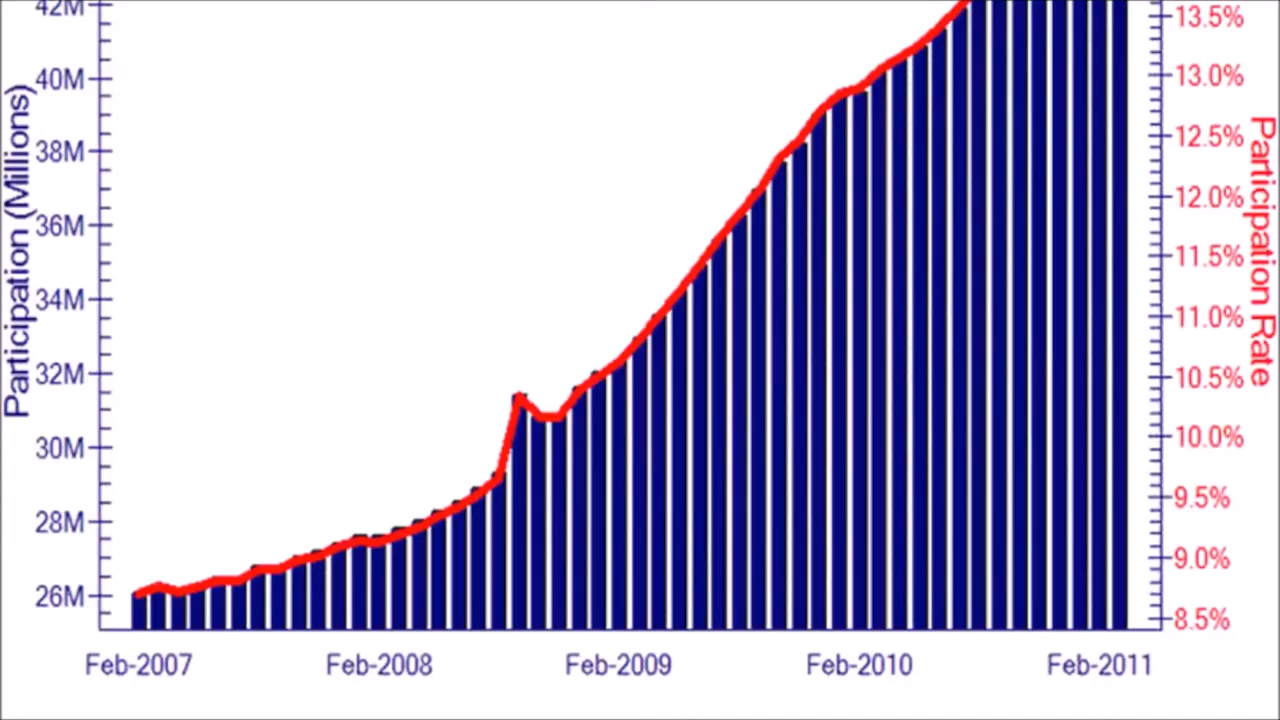 42M
40M
38M
36M
34M
32M
30M
28M
26M
Participation (Millions)
13.5%
13.0%
12.5%
12.0%
11.5%
11.0%
10.5%
10.0%
9.5%
9.0%
8.5%
Participation Rate
Feb-2007 Feb-2008 Feb-2009 Feb-2010 Feb-2011